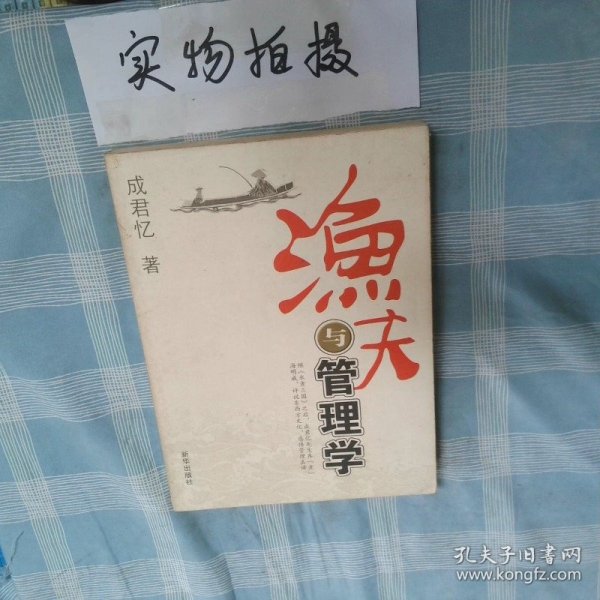 实物拍摄
成君忆 著
渔夫
与
管理学
新华出版社
孔夫子旧书网
www.kongfz.com